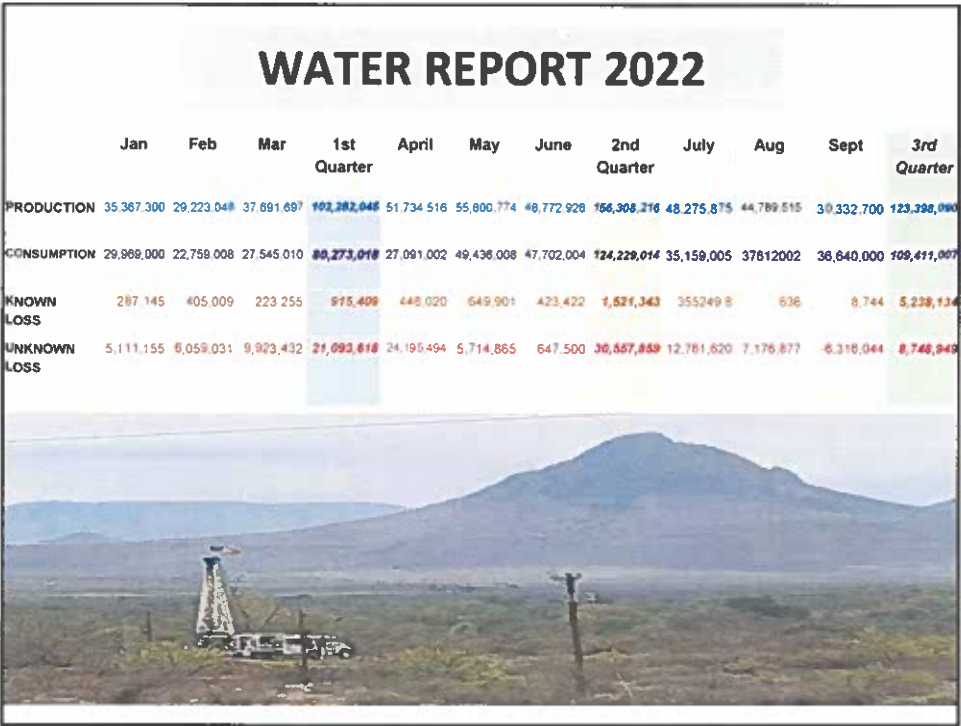 WATER REPORT 2022
Jan Feb Mar 1st Quarter April May June 2nd Quarter July Aug Sept 3rd Quarter
PRODUCTION 35,367,300 29,223,048 37,691,697 102,282,045 51,734,516 55,800,774 48,772,926 156,308,216 48,275,875 44,789,515 30,332,700 123,398,090
CONSUMPTION 29,969,000 22,759,008 27,545,010 80,273,018 27,091,002 49,436,008 47,702,004 124,229,014 35,159,005 37612002 36,640,000 109,411,007
KNOWN LOSS 287,145 405,009 223,255 915,409 448,020 649,901 423,422 1,521,343 355249.8 636 8,744 5,238,134
UNKNOWN LOSS 5,111,155 6,059,031 9,923,432 21,093,618 24,195,494 5,714,865 647,500 30,557,859 12,761,620 7,176,877 -6,316,044 8,748,949